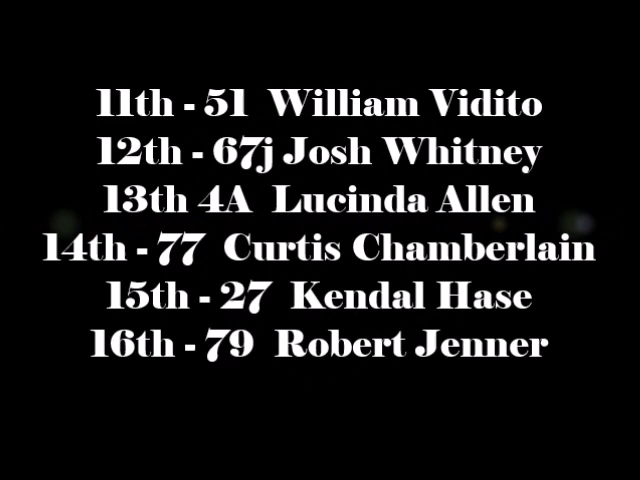 11th - 51 William Vidito
12th - 67j Josh Whitney
13th 4A Lucinda Allen
14th - 77 Curtis Chamberlain
15th - 27 Kendal Hase
16th - 79 Robert Jenner